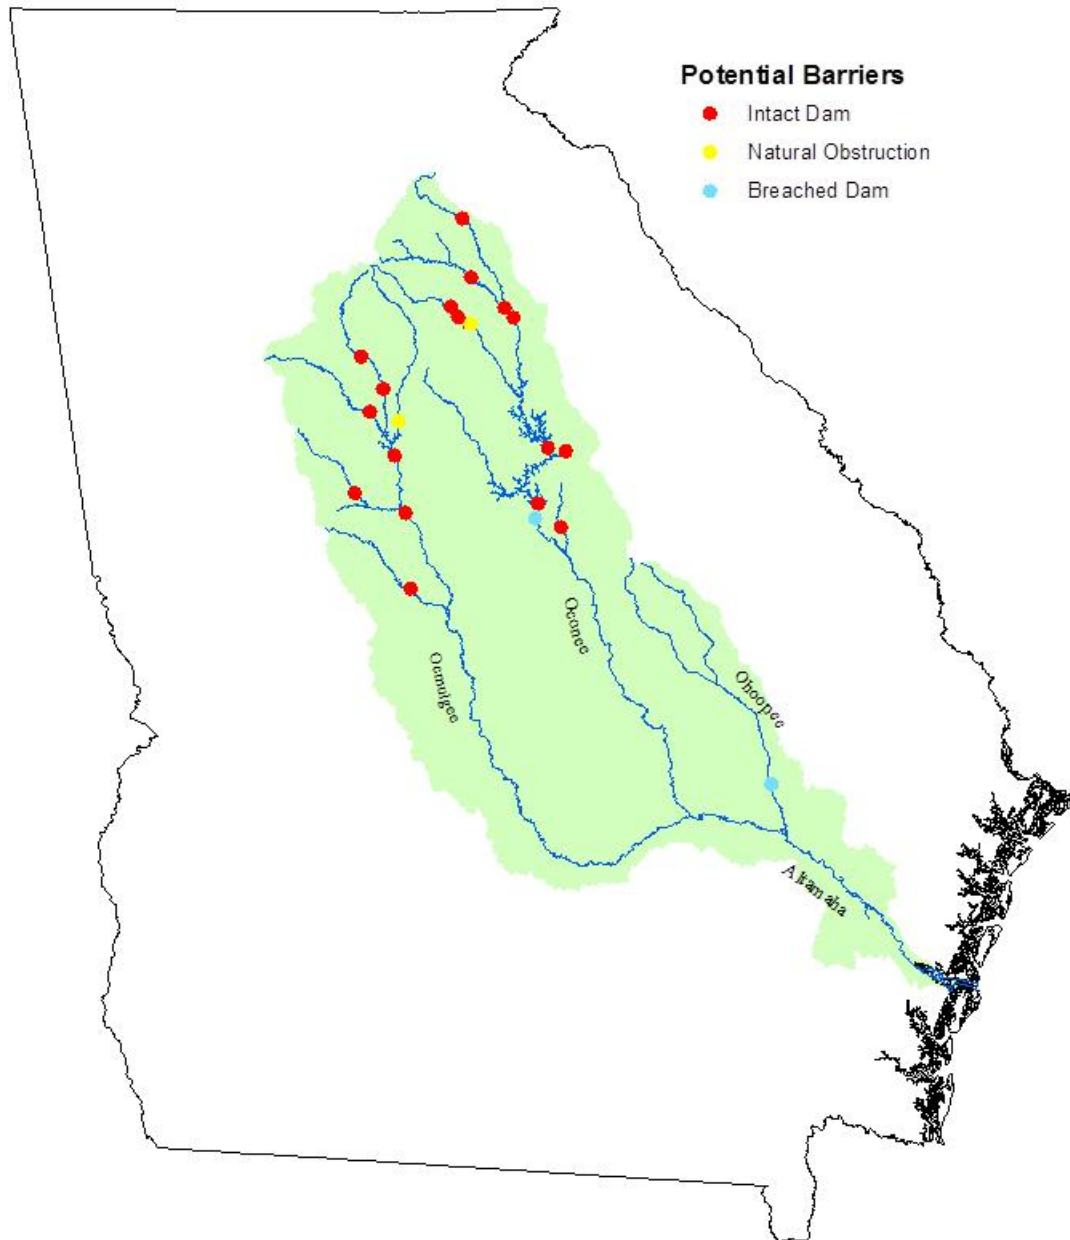 Potential Barriers
Intact Dam
Natural Obstruction
Breached Dam
Oconee
Ocmulgee
Ohoopee
Altamaha